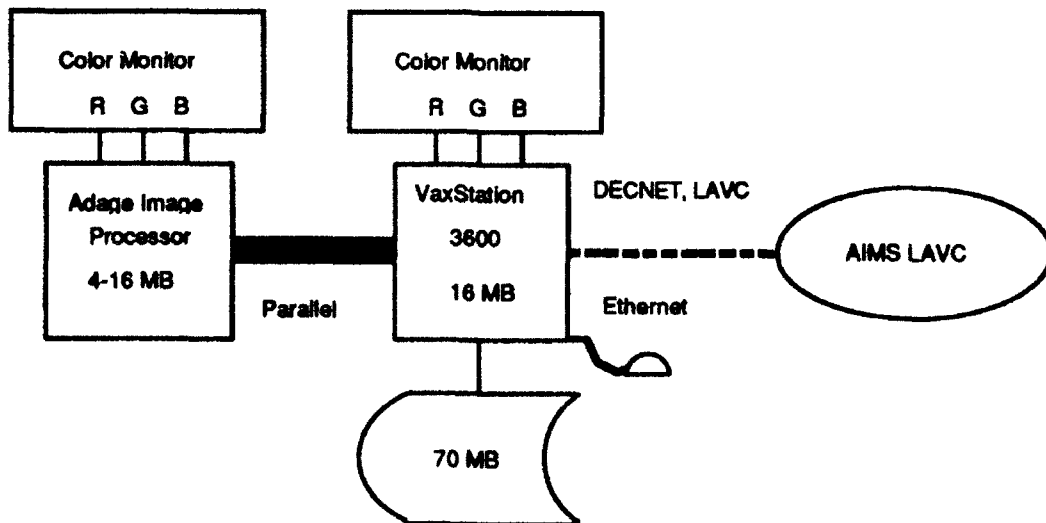 Color Monitor
R G B
Color Monitor
R G B
Adage Image
Processor
4-16 MB
Parallel
VaxStation
3600
16 MB
DECNET, LAVC
Ethernet
AIMS LAVC
70 MB